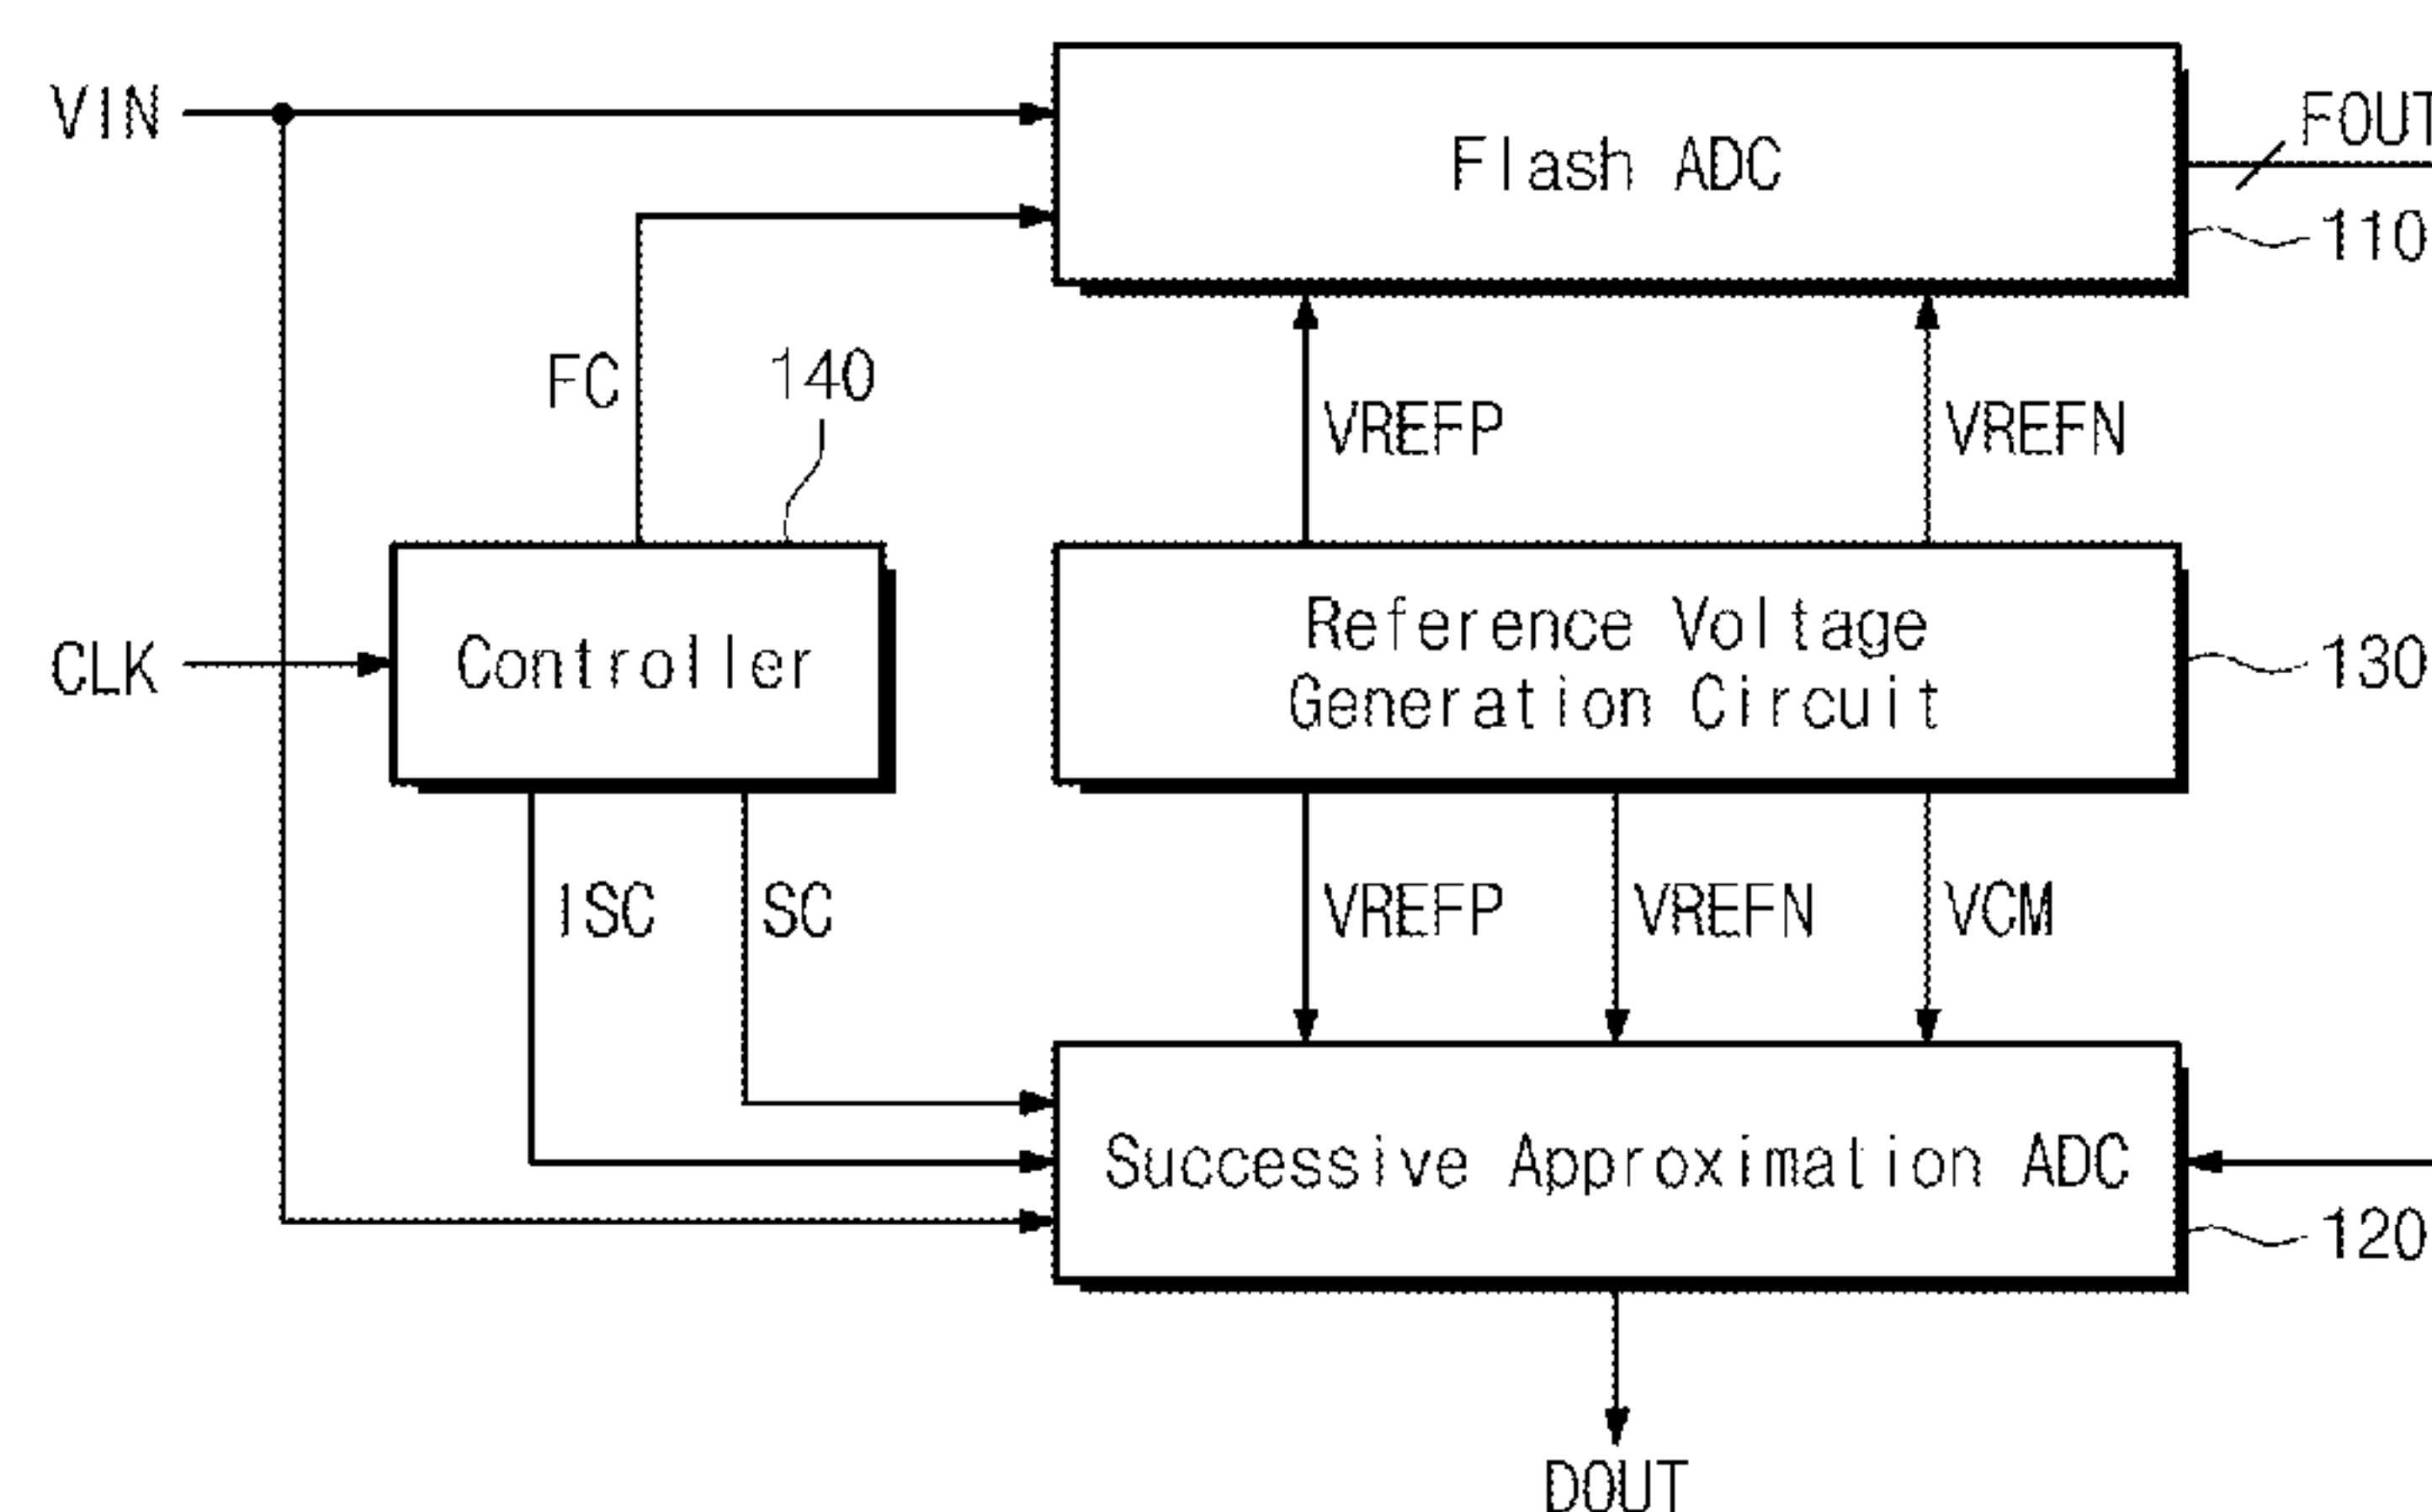 VIN
Flash ADC
FOUT
110
FC
140
VREFP
VREFN
CLK
Controller
Reference Voltage
Generation Circuit
130
ISC
SC
VREFP
VREFN
VCM
Successive Approximation ADC
120
DOUT